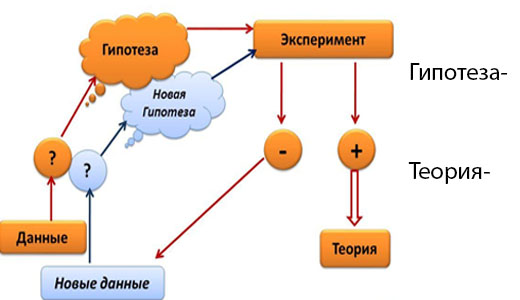 Гипотеза
Эксперимент
Новая
Гипотеза
Гипотеза-
?
?
-
+
Теория-
Данные
Теория
Новые данные